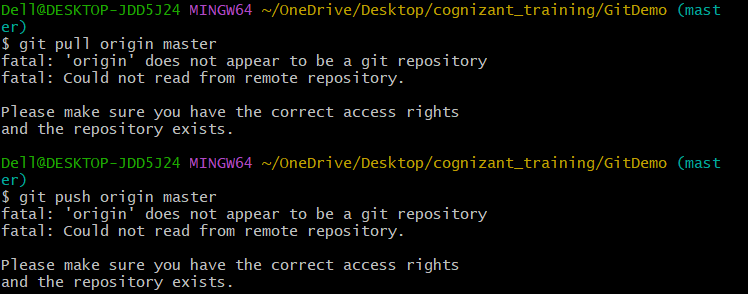 Dell@DESKTOP-JDD5J24 MINGW64 ~/OneDrive/Desktop/cognizant_training/GitDemo (mast
er)
$ git pull origin master
fatal: 'origin' does not appear to be a git repository
fatal: Could not read from remote repository.

Please make sure you have the correct access rights
and the repository exists.

Dell@DESKTOP-JDD5J24 MINGW64 ~/OneDrive/Desktop/cognizant_training/GitDemo (mast
er)
$ git push origin master
fatal: 'origin' does not appear to be a git repository
fatal: Could not read from remote repository.

Please make sure you have the correct access rights
and the repository exists.